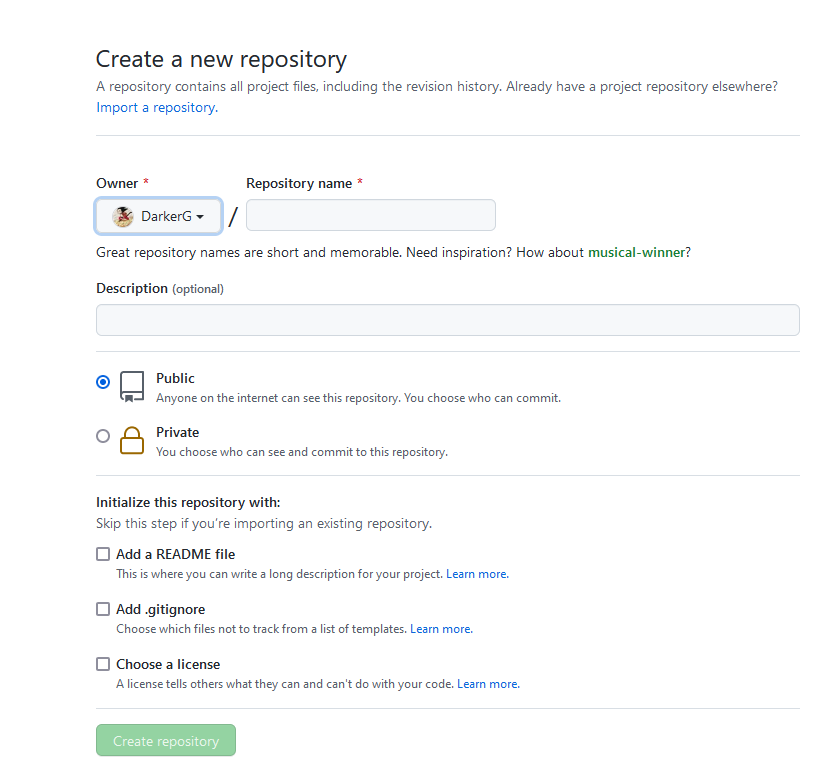 Create a new repository
A repository contains all project files, including the revision history. Already have a project repository elsewhere?
Import a repository.
Owner * Repository name *
DarkerG /
Great repository names are short and memorable. Need inspiration? How about musical-winner?
Description (optional)
Public
Anyone on the internet can see this repository. You choose who can commit.
Private
You choose who can see and commit to this repository.
Initialize this repository with:
Skip this step if you’re importing an existing repository.
Add a README file
This is where you can write a long description for your project. Learn more.
Add .gitignore
Choose which files not to track from a list of templates. Learn more.
Choose a license
A license tells others what they can and can't do with your code. Learn more.
Create repository